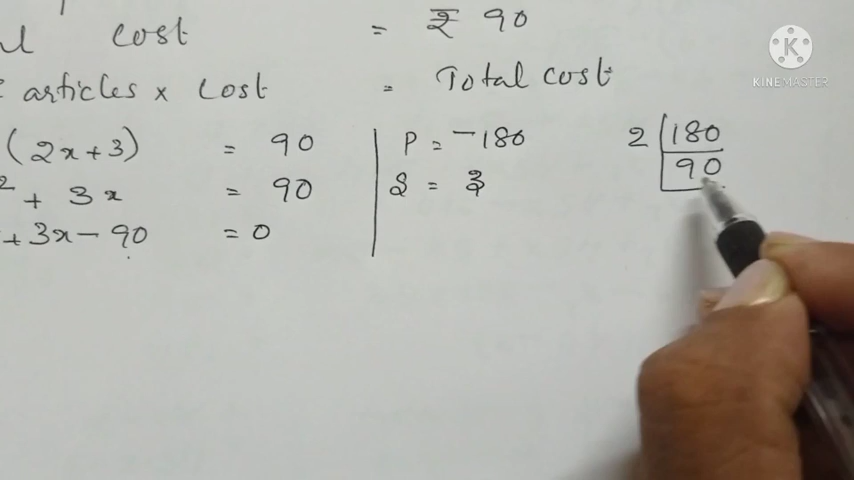 cost = ₹ 90
articles x cost = Total cost
(2x+3) = 90
2 + 3x = 90
+3x-90 = 0
P = -180
S = 3
2 180
90
K
KINEMASTER